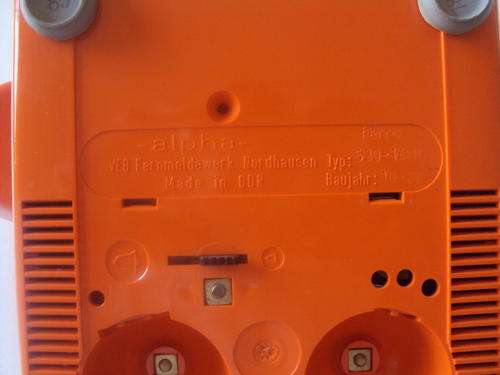 -alpha-
VEB Fernmeldewerk Nordhausen Typ:
Made in GDR Baujahr: